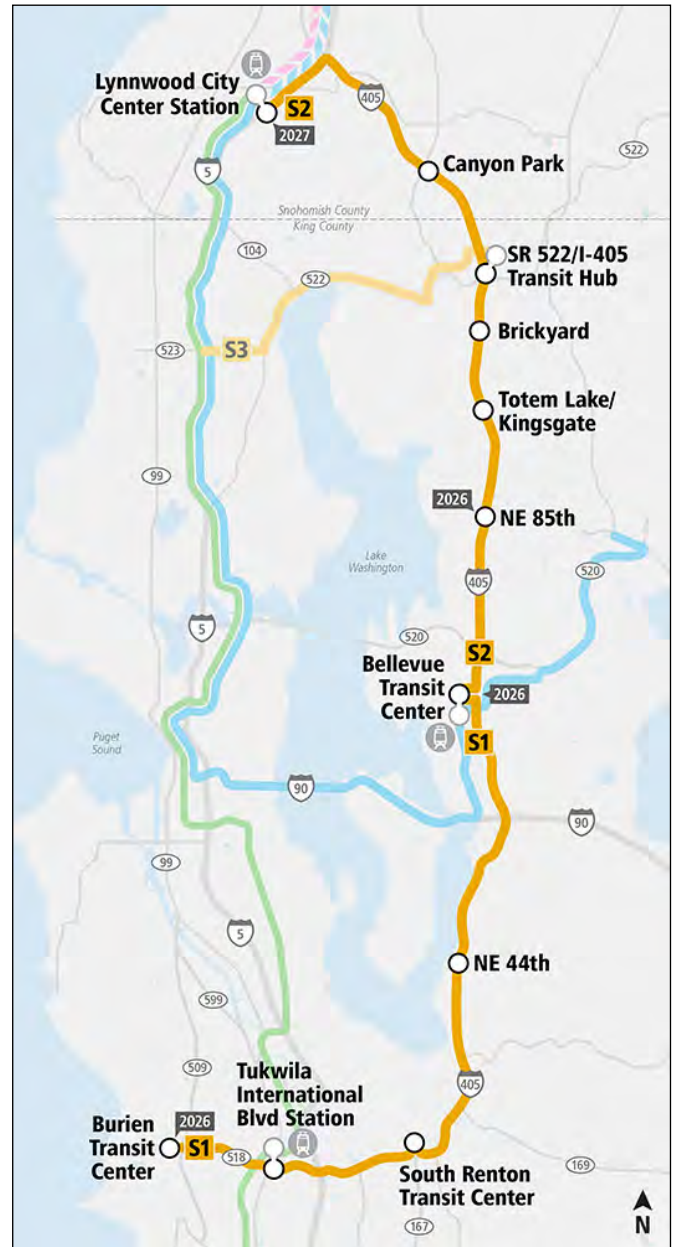 Lynnwood City
Center Station
S2
2027
405
Canyon Park
522
5
Snohomish County
King County
104
SR 522/I-405
Transit Hub
522
Brickyard
523
S3
Totem Lake/
Kingsgate
99
2026
NE 85th
Lake
Washington
405
520
5
520
S2
Bellevue
Transit
Center
2026
S1
Puget
Sound
90
90
99
5
NE 44th
599
509
Tukwila
International
Blvd Station
405
Burien
Transit
Center
2026
S1
518
South Renton
Transit Center
169
167
N